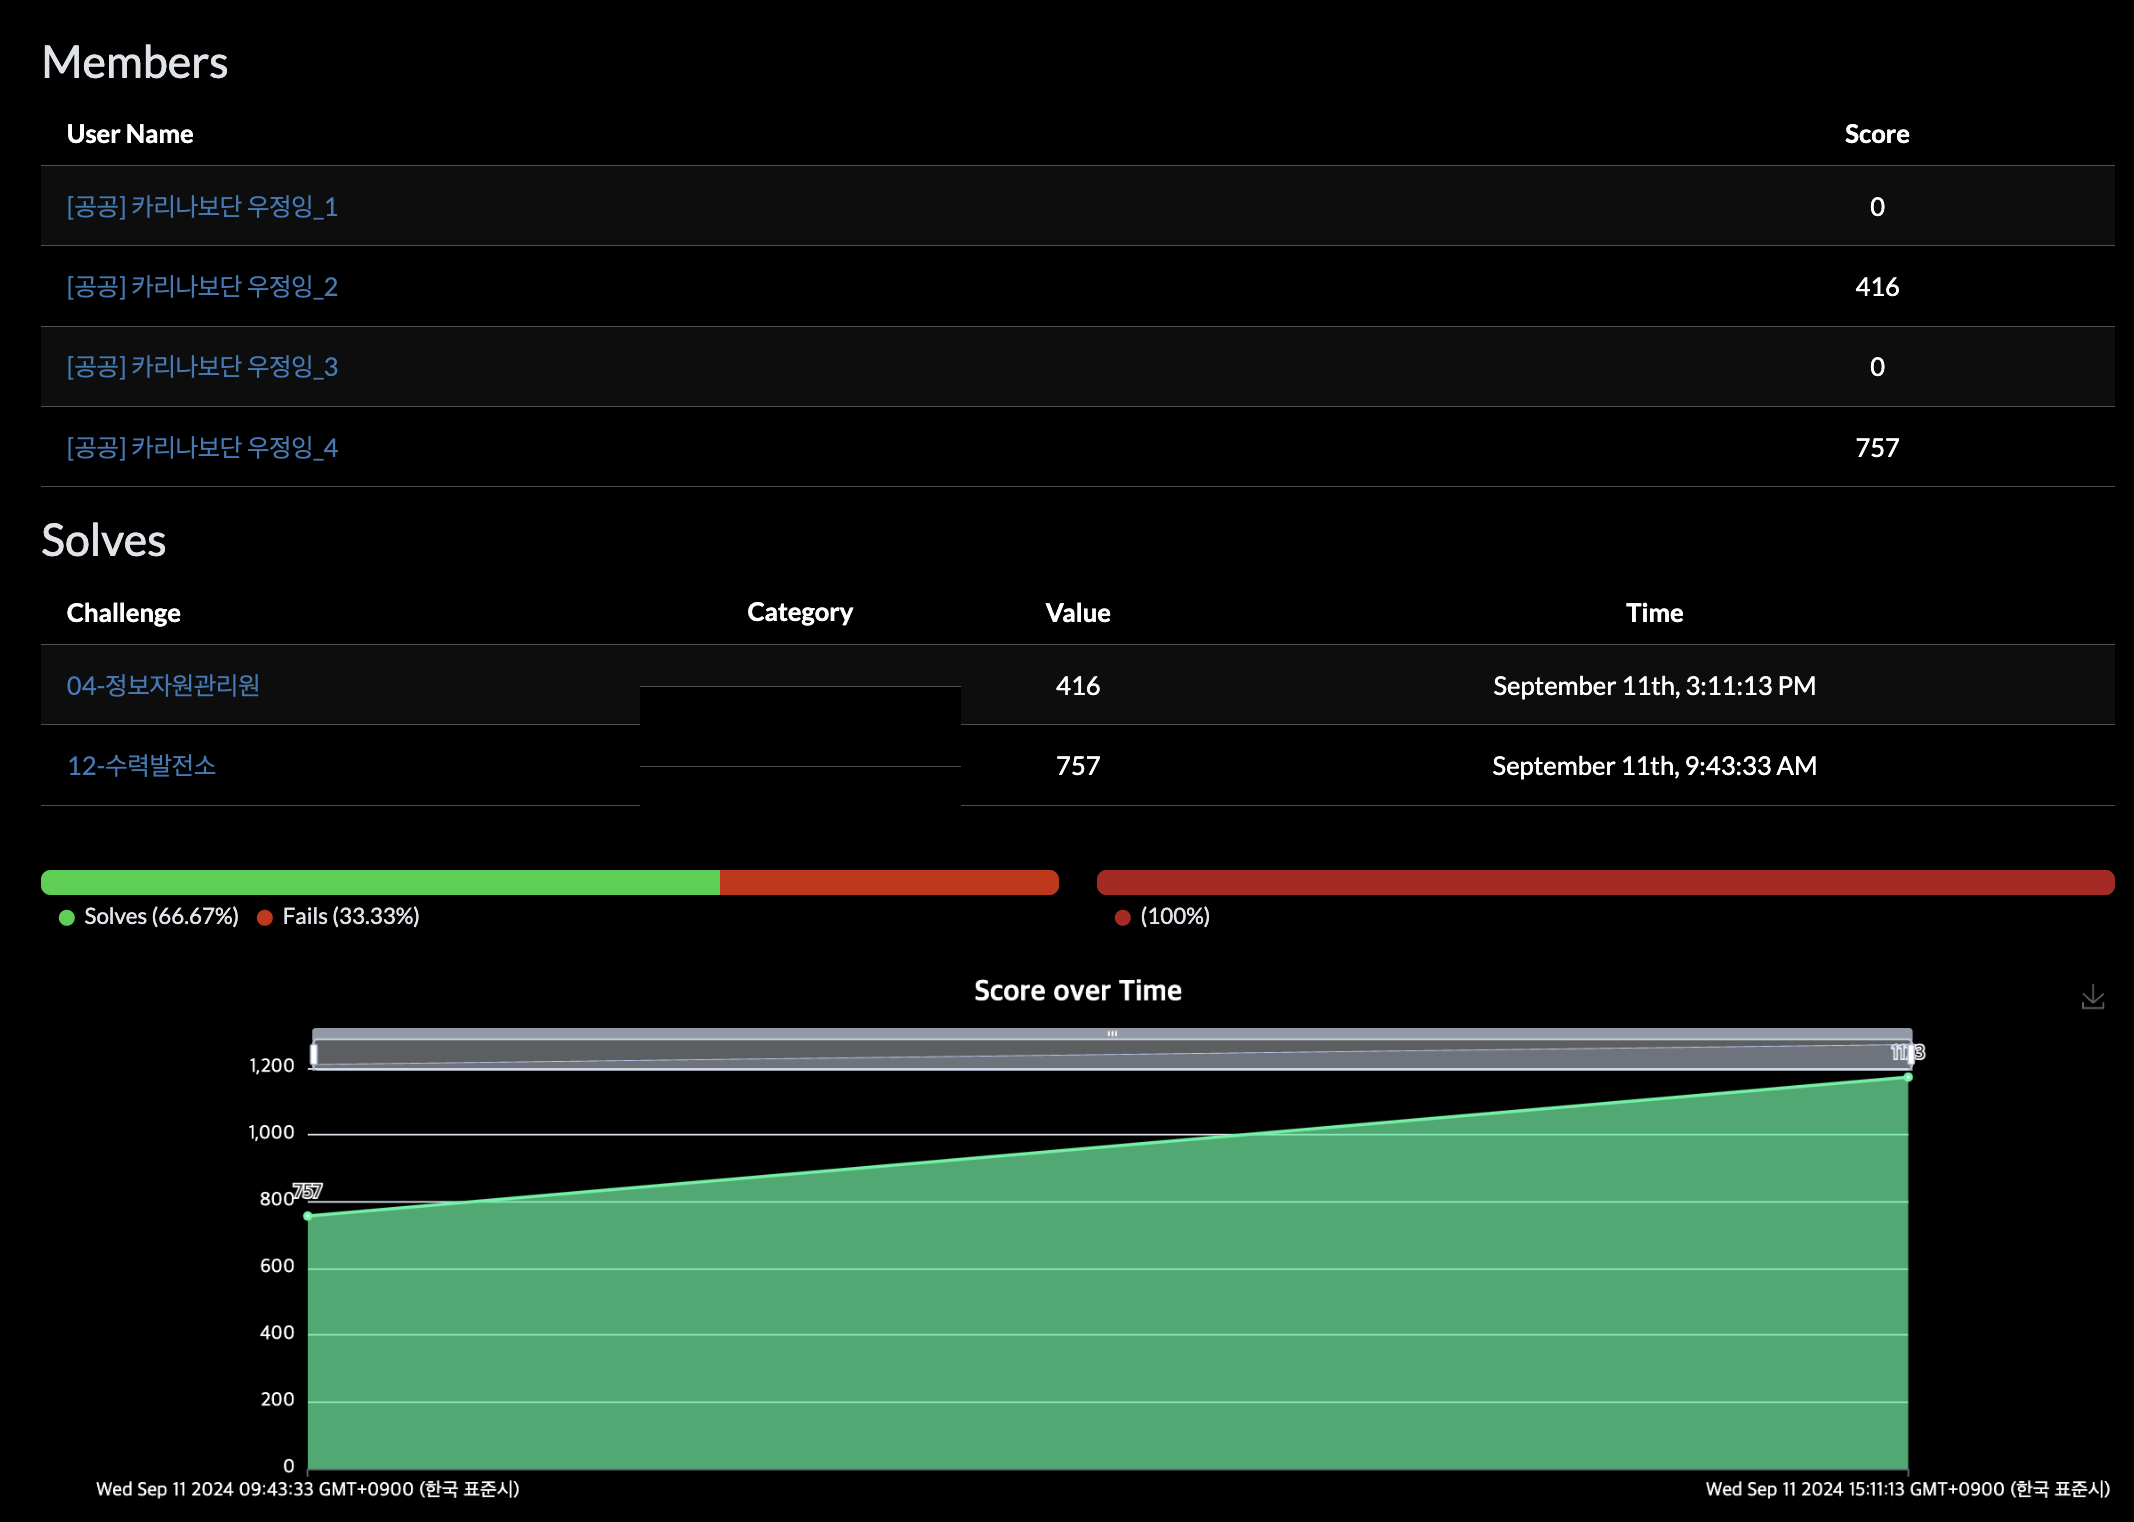 Members
User Name Score
[공공] 카리나보단 우정잉_1 0
[공공] 카리나보단 우정잉_2 416
[공공] 카리나보단 우정잉_3 0
[공공] 카리나보단 우정잉_4 757
Solves
Challenge Category Value Time
04-정보자원관리원 416 September 11th, 3:11:13 PM
12-수력발전소 757 September 11th, 9:43:33 AM
Solves (66.67%) Fails (33.33%) (100%)
Score over Time
1,200
1,000
800 757
600
400
200
0
Wed Sep 11 2024 09:43:33 GMT+0900 (한국 표준시) Wed Sep 11 2024 15:11:13 GMT+0900 (한국 표준시)